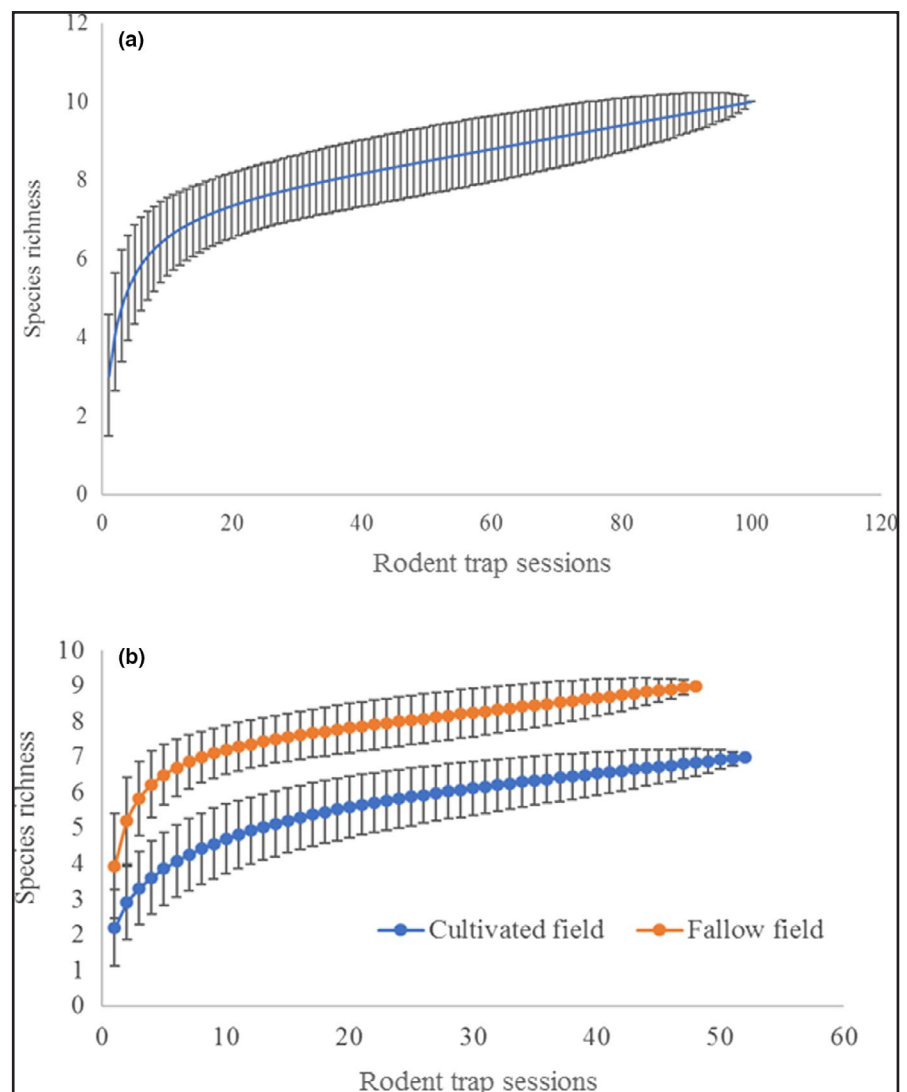 (a)
12
10
8
6
4
2
0
Species richness
0 20 40 60 80 100 120
Rodent trap sessions
(b)
10
9
8
7
6
5
4
3
2
1
0
Species richness
Cultivated field Fallow field
0 10 20 30 40 50 60
Rodent trap sessions